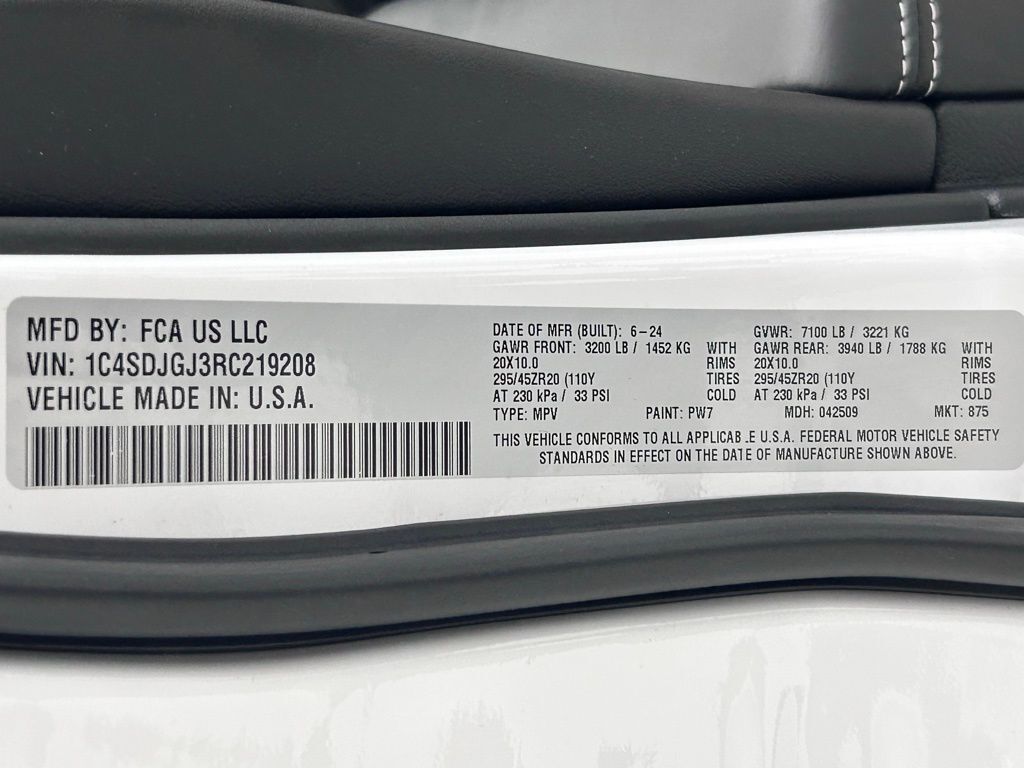 MFD BY: FCA US LLC
VIN: 1C4SDJGJ3RC219208
VEHICLE MADE IN: U.S.A.
DATE OF MFR (BUILT): 6-24 GVWR: 7100 LB / 3221 KG
GAWR FRONT: 3200 LB / 1452 KG WITH GAWR REAR: 3940 LB / 1788 KG WITH
20X10.0 RIMS 20X10.0 RIMS
295/45ZR20 (110Y TIRES 295/45ZR20 (110Y TIRES
AT 230 kPa / 33 PSI COLD AT 230 kPa / 33 PSI COLD
TYPE: MPV PAINT: PW7 MDH: 042509 MKT: 875
THIS VEHICLE CONFORMS TO ALL APPLICAB.E U.S.A. FEDERAL MOTOR VEHICLE SAFETY
STANDARDS IN EFFECT ON THE DATE OF MANUFACTURE SHOWN ABOVE.